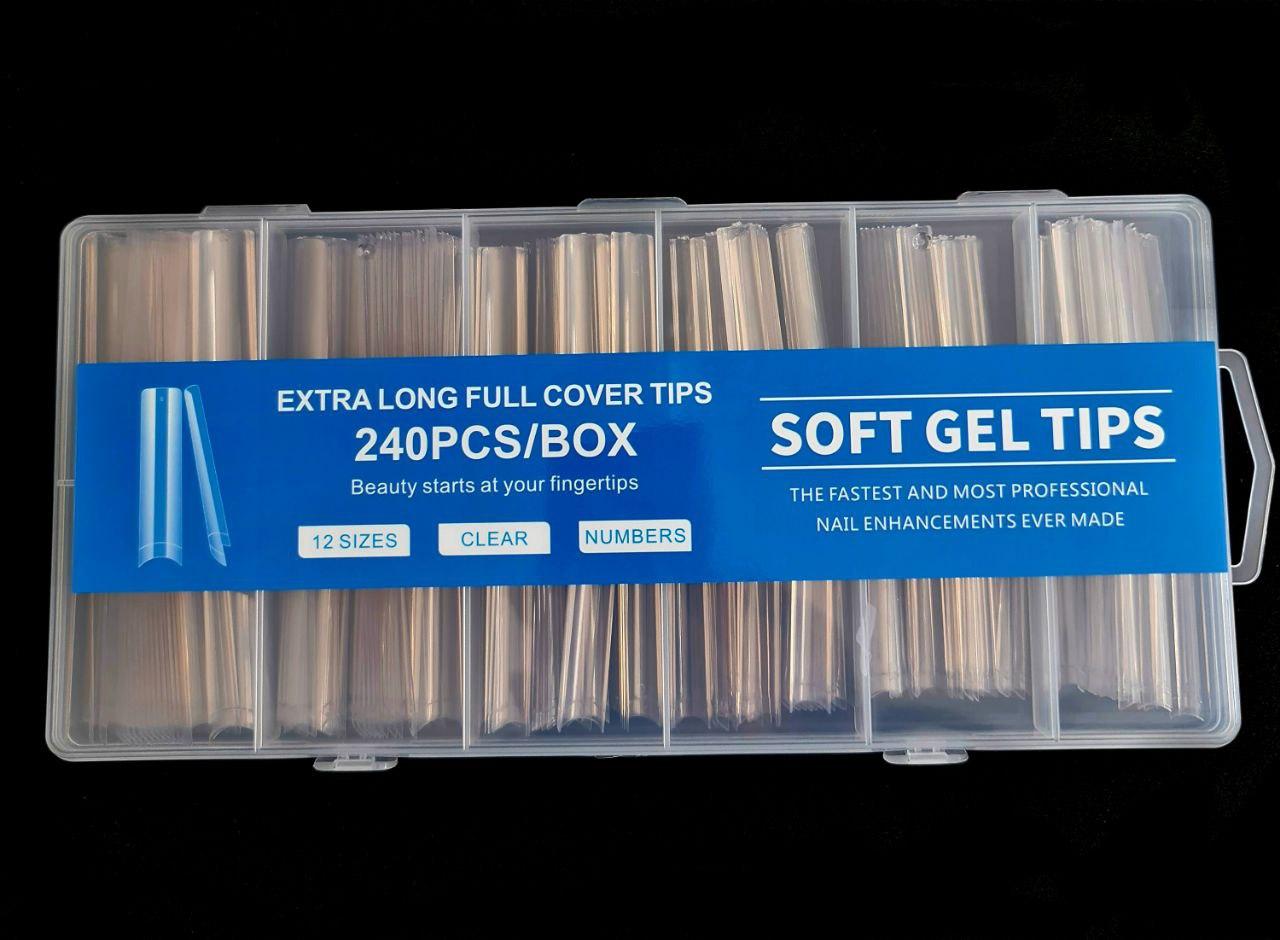 EXTRA LONG FULL COVER TIPS
240PCS/BOX
Beauty starts at your fingertips
12 SIZES
CLEAR
NUMBERS
SOFT GEL TIPS
THE FASTEST AND MOST PROFESSIONAL
NAIL ENHANCEMENTS EVER MADE